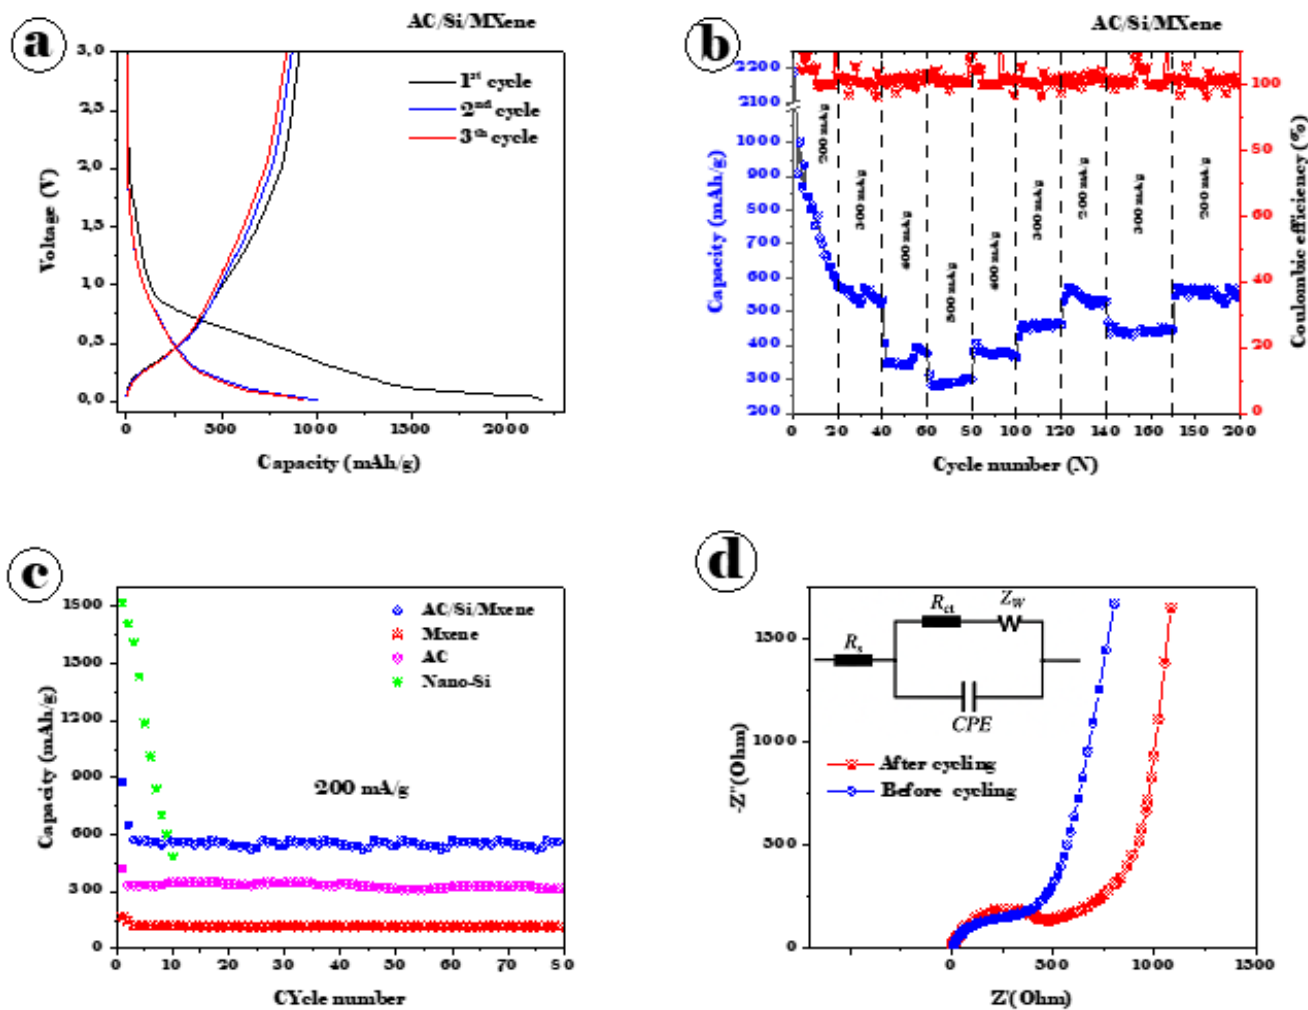 a
AC/Si/MXene
3,0
2,5
2,0
1,5
1,0
0,5
0,0
Voltage (V)
1st cycle
2nd cycle
3th cycle
0
500
1000
1500
2000
Capacity (mAh/g)
b
AC/Si/MXene
2200
2100
1000
900
800
700
600
500
400
300
200
Capacity (mAh/g)
200 mA/g
300 mA/g
400 mA/g
800 mA/g
400 mA/g
300 mA/g
200 mA/g
300 mA/g
200 mA/g
100
80
60
40
20
0
Coulombic efficiency (%)
0
20
40
60
80
100
120
140
180
200
Cycle number (N)
c
1800
1500
1200
900
600
300
0
Capacity (mAh/g)
AC/Si/Mxene
Mxene
AC
Nano-Si
200 mA/g
0
10
20
30
40
50
60
70
80
CYcle number
d
1500
1000
500
0
-Z''(Ohm)
Rs
Rct
ZW
CPE
After cycling
Before cycling
0
500
1000
1500
Z'(Ohm)